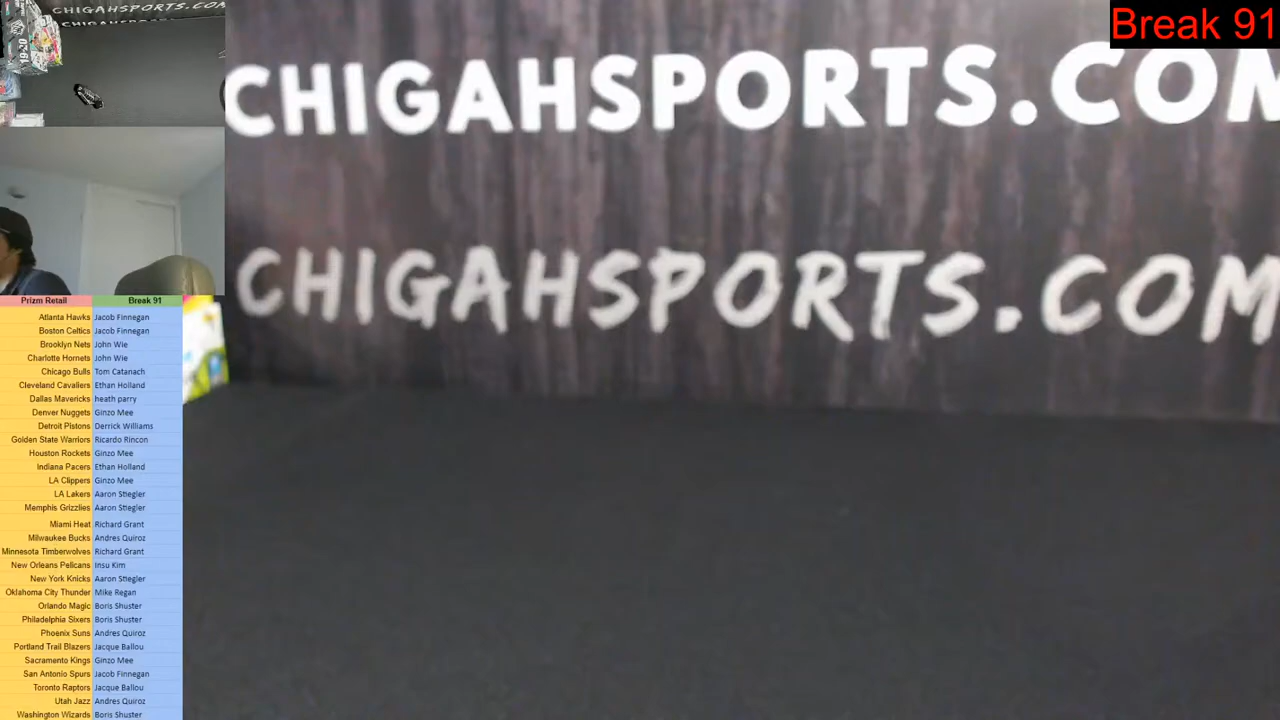 CHIGAHSPORTS.COM
CHIGAHSPORTS.COM
19-20
Break 91
CHIGAHSPORTS.COM
CHIGAHSPORTS.COM
Prizm Retail Break 91
Atlanta Hawks Jacob Finnegan
Boston Celtics Jacob Finnegan
Brooklyn Nets John Wie
Charlotte Hornets John Wie
Chicago Bulls Tom Catanach
Cleveland Cavaliers Ethan Holland
Dallas Mavericks heath parry
Denver Nuggets Ginzo Mee
Detroit Pistons Derrick Williams
Golden State Warriors Ricardo Rincon
Houston Rockets Ginzo Mee
Indiana Pacers Ethan Holland
LA Clippers Ginzo Mee
LA Lakers Aaron Stiegler
Memphis Grizzlies Aaron Stiegler
Miami Heat Richard Grant
Milwaukee Bucks Andres Quiroz
Minnesota Timberwolves Richard Grant
New Orleans Pelicans Insu Kim
New York Knicks Aaron Stiegler
Oklahoma City Thunder Mike Regan
Orlando Magic Boris Shuster
Philadelphia Sixers Boris Shuster
Phoenix Suns Andres Quiroz
Portland Trail Blazers Jacque Ballou
Sacramento Kings Ginzo Mee
San Antonio Spurs Jacob Finnegan
Toronto Raptors Jacque Ballou
Utah Jazz Andres Quiroz
Washington Wizards Boris Shuster